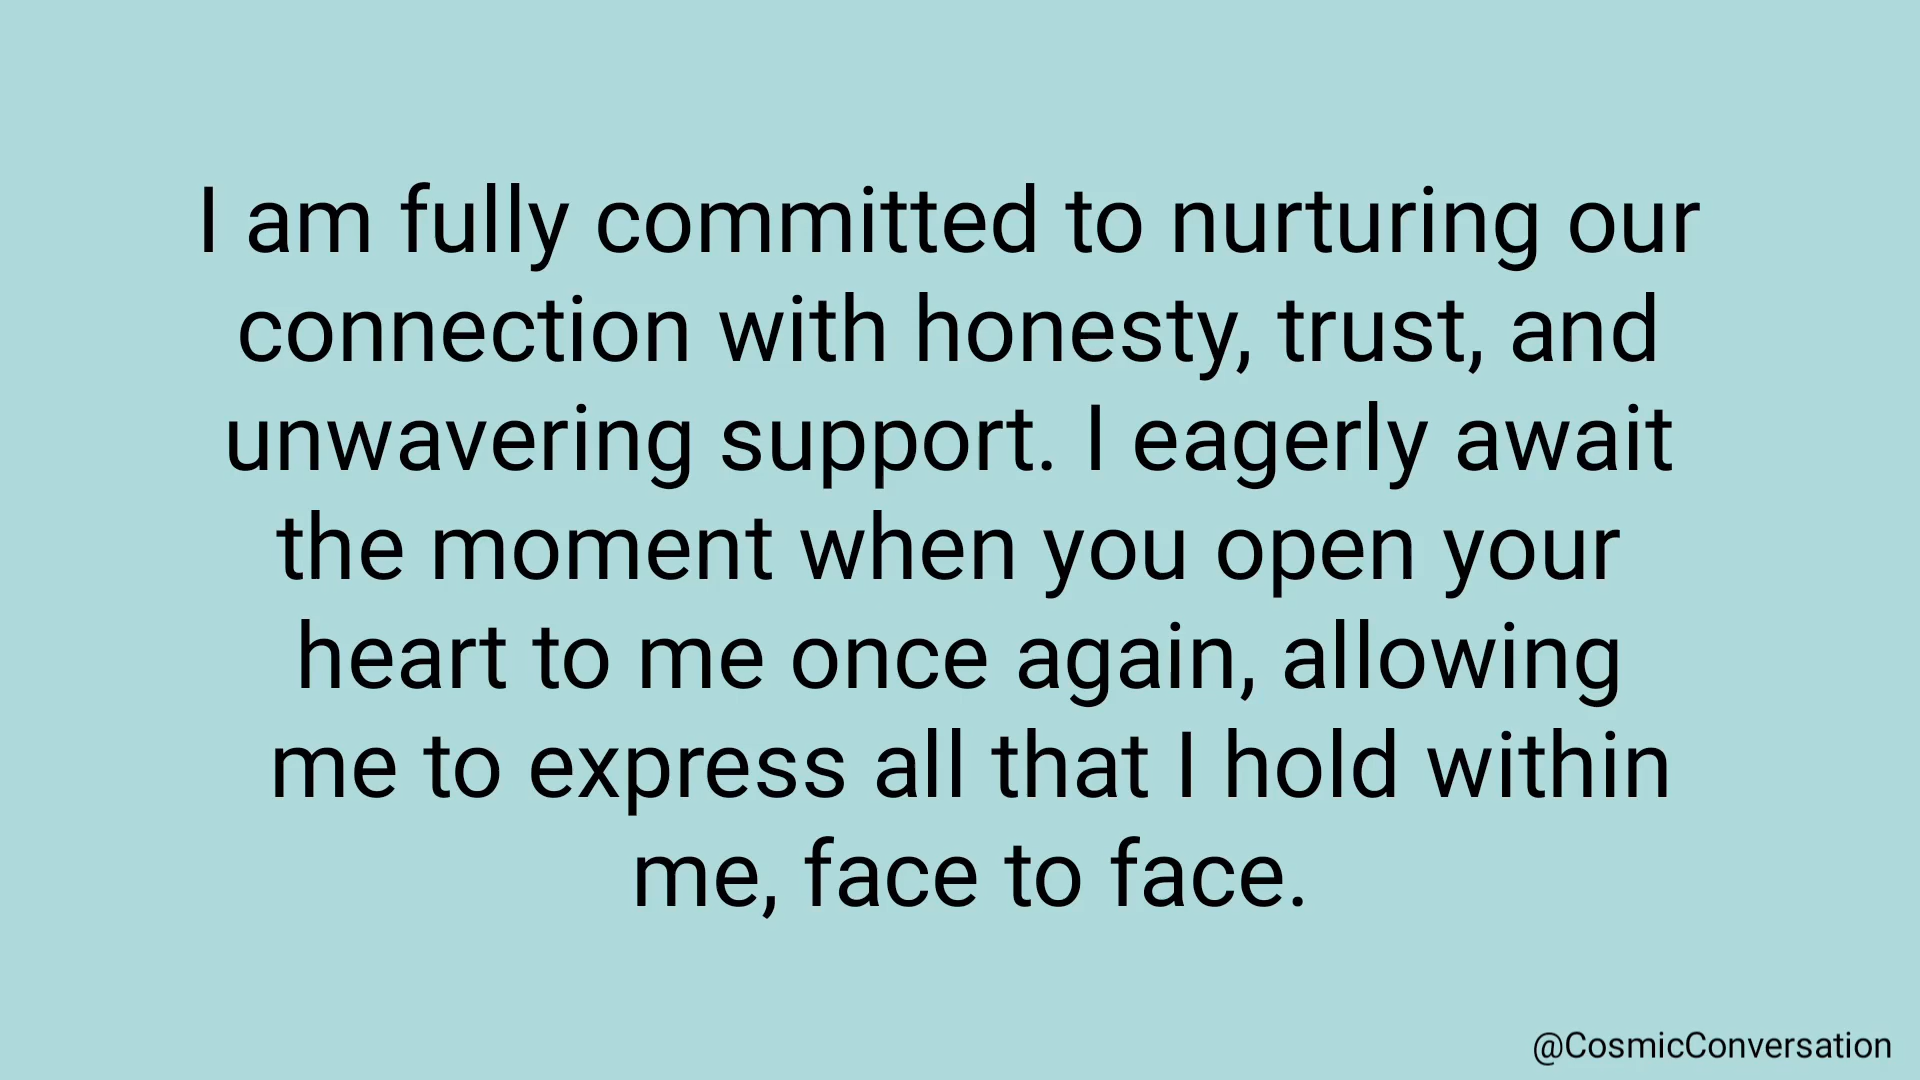 I am fully committed to nurturing our
connection with honesty, trust, and
unwavering support. I eagerly await
the moment when you open your
heart to me once again, allowing
me to express all that I hold within
me, face to face.
@CosmicConversation